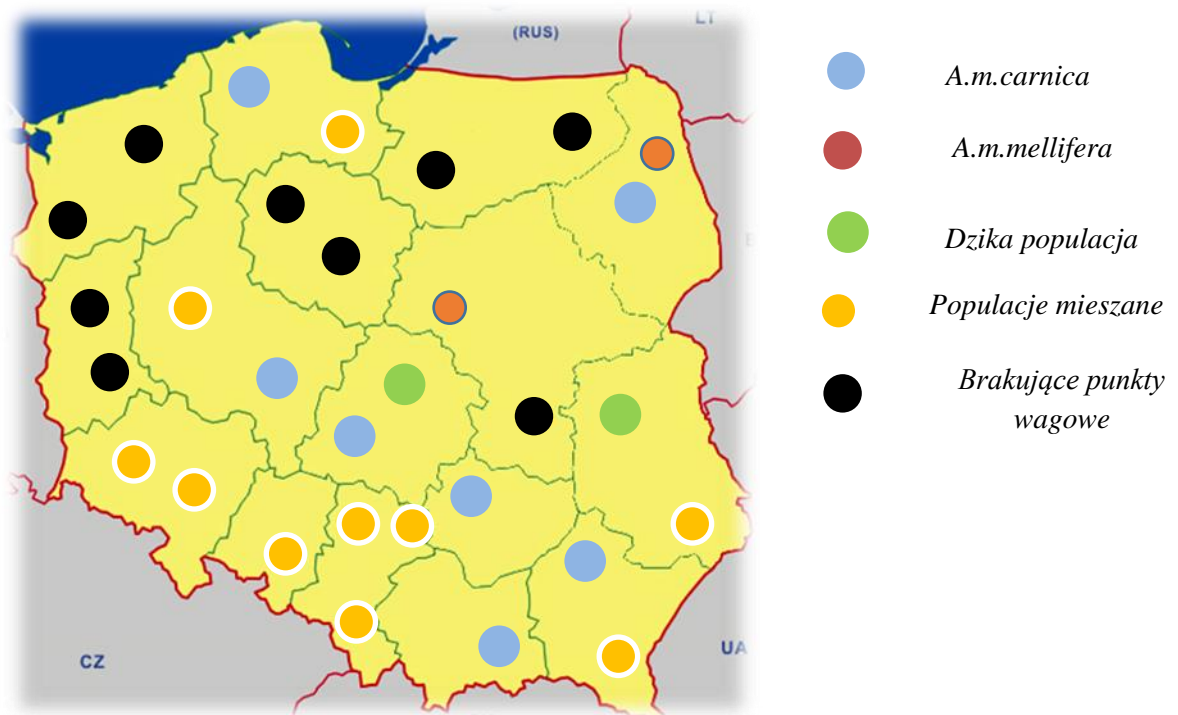 (RUS)
LT
CZ
UA
A.m.carnica
A.m.mellifera
Dzika populacja
Populacje mieszane
Brakujące punkty
wagowe